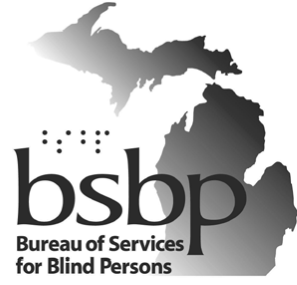 ⠃⠎⠃⠏
bsbp
Bureau of Services
for Blind Persons